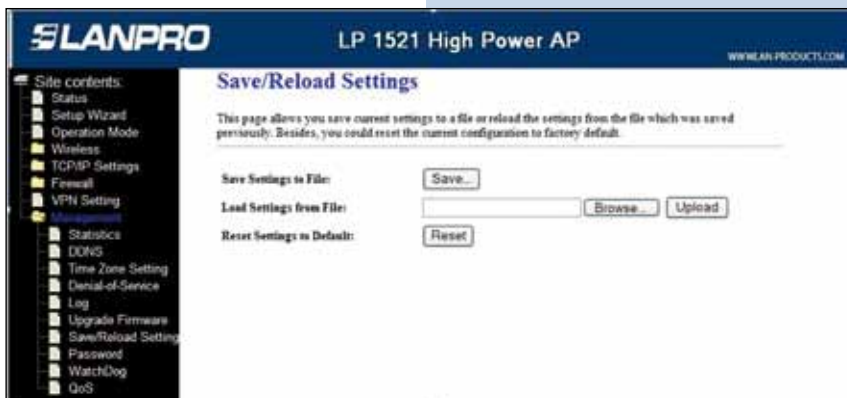 LANPRO
LP 1521 High Power AP
WWW.LAN-PRODUCTS.COM
Site contents:
Status
Setup Wizard
Operation Mode
Wireless
TCP/IP Settings
Firewall
VPN Setting
Management
Statistics
DDNS
Time Zone Setting
Denial-of-Service
Log
Upgrade Firmware
Save/Reload Setting
Password
WatchDog
QoS
Save/Reload Settings
This page allows you save current settings to a file or reload the settings from the file which was saved
previously. Besides, you could reset the current configuration to factory default.
Save Settings to File: Save...
Load Settings from File: Browse... Upload
Reset Settings to Default: Reset